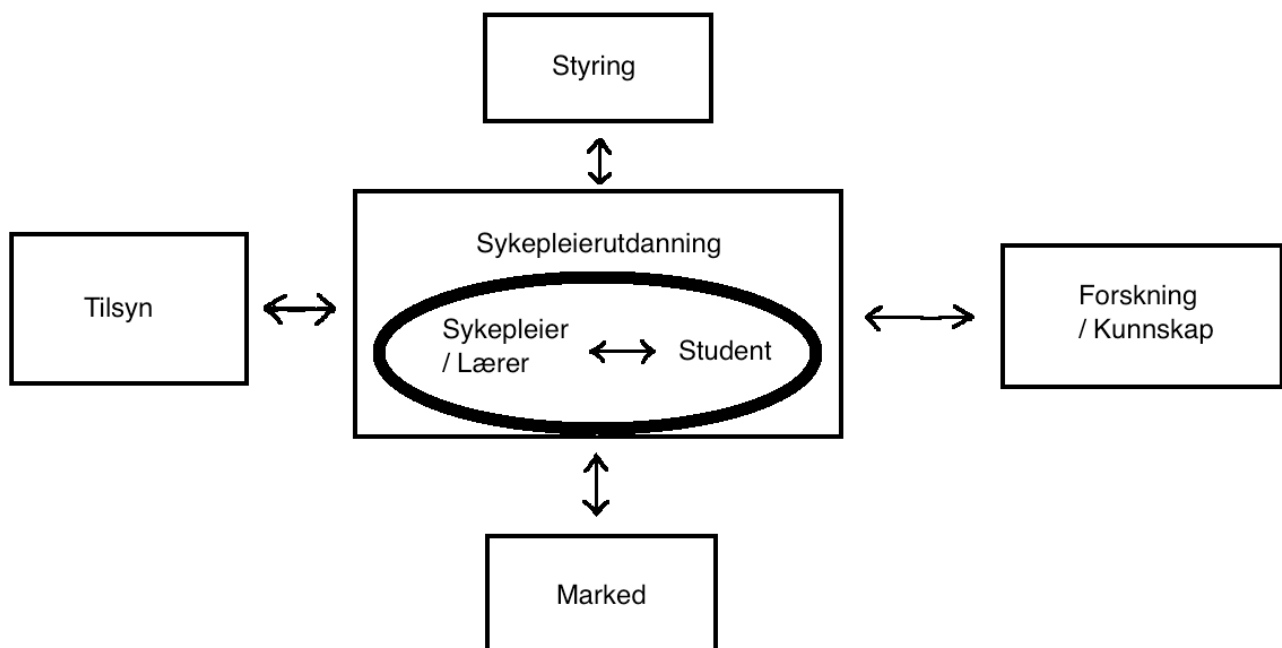 Styring
Sykepleierutdanning
Tilsyn
Sykepleier
/ Lærer
Student
Forskning
/ Kunnskap
Marked